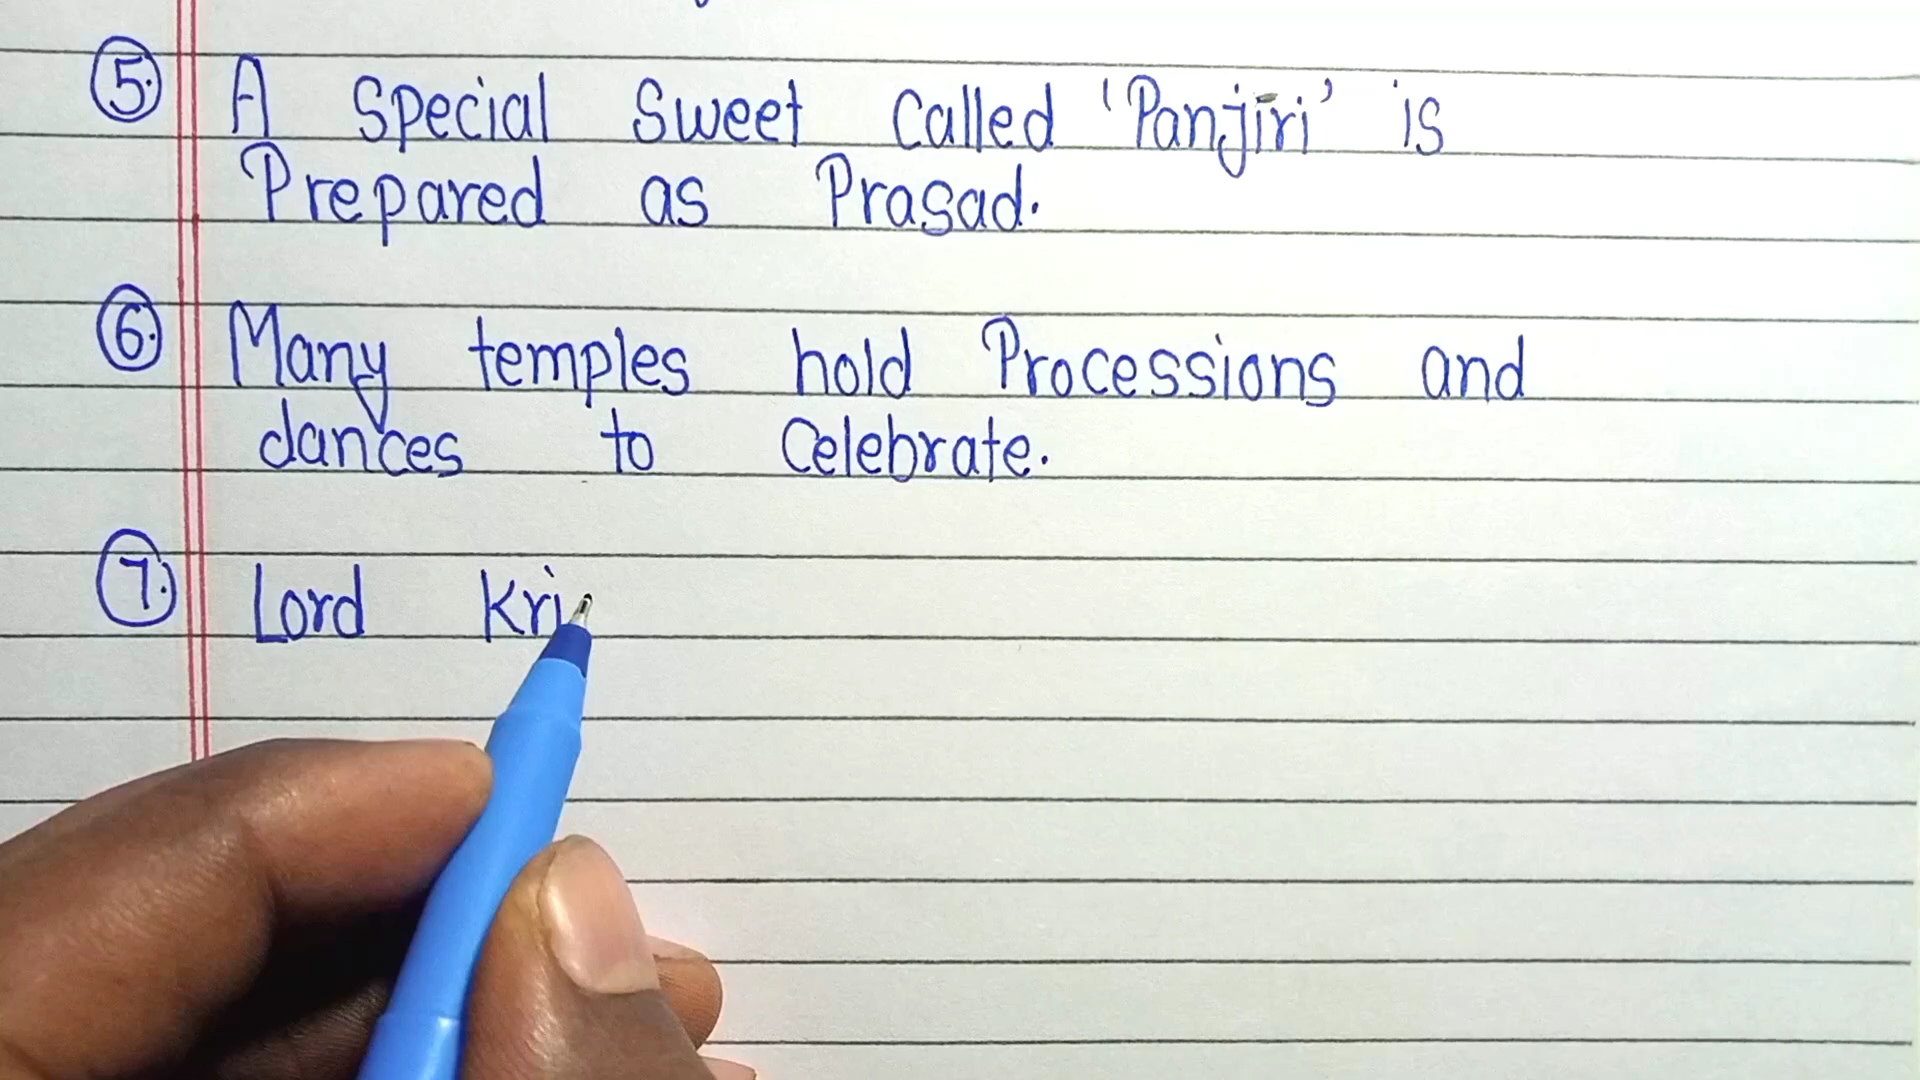 5. A Special Sweet Called 'Panjiri' is
Prepared as Prasad.
6. Many temples hold Processions and
dances to Celebrate.
7. Lord Kri